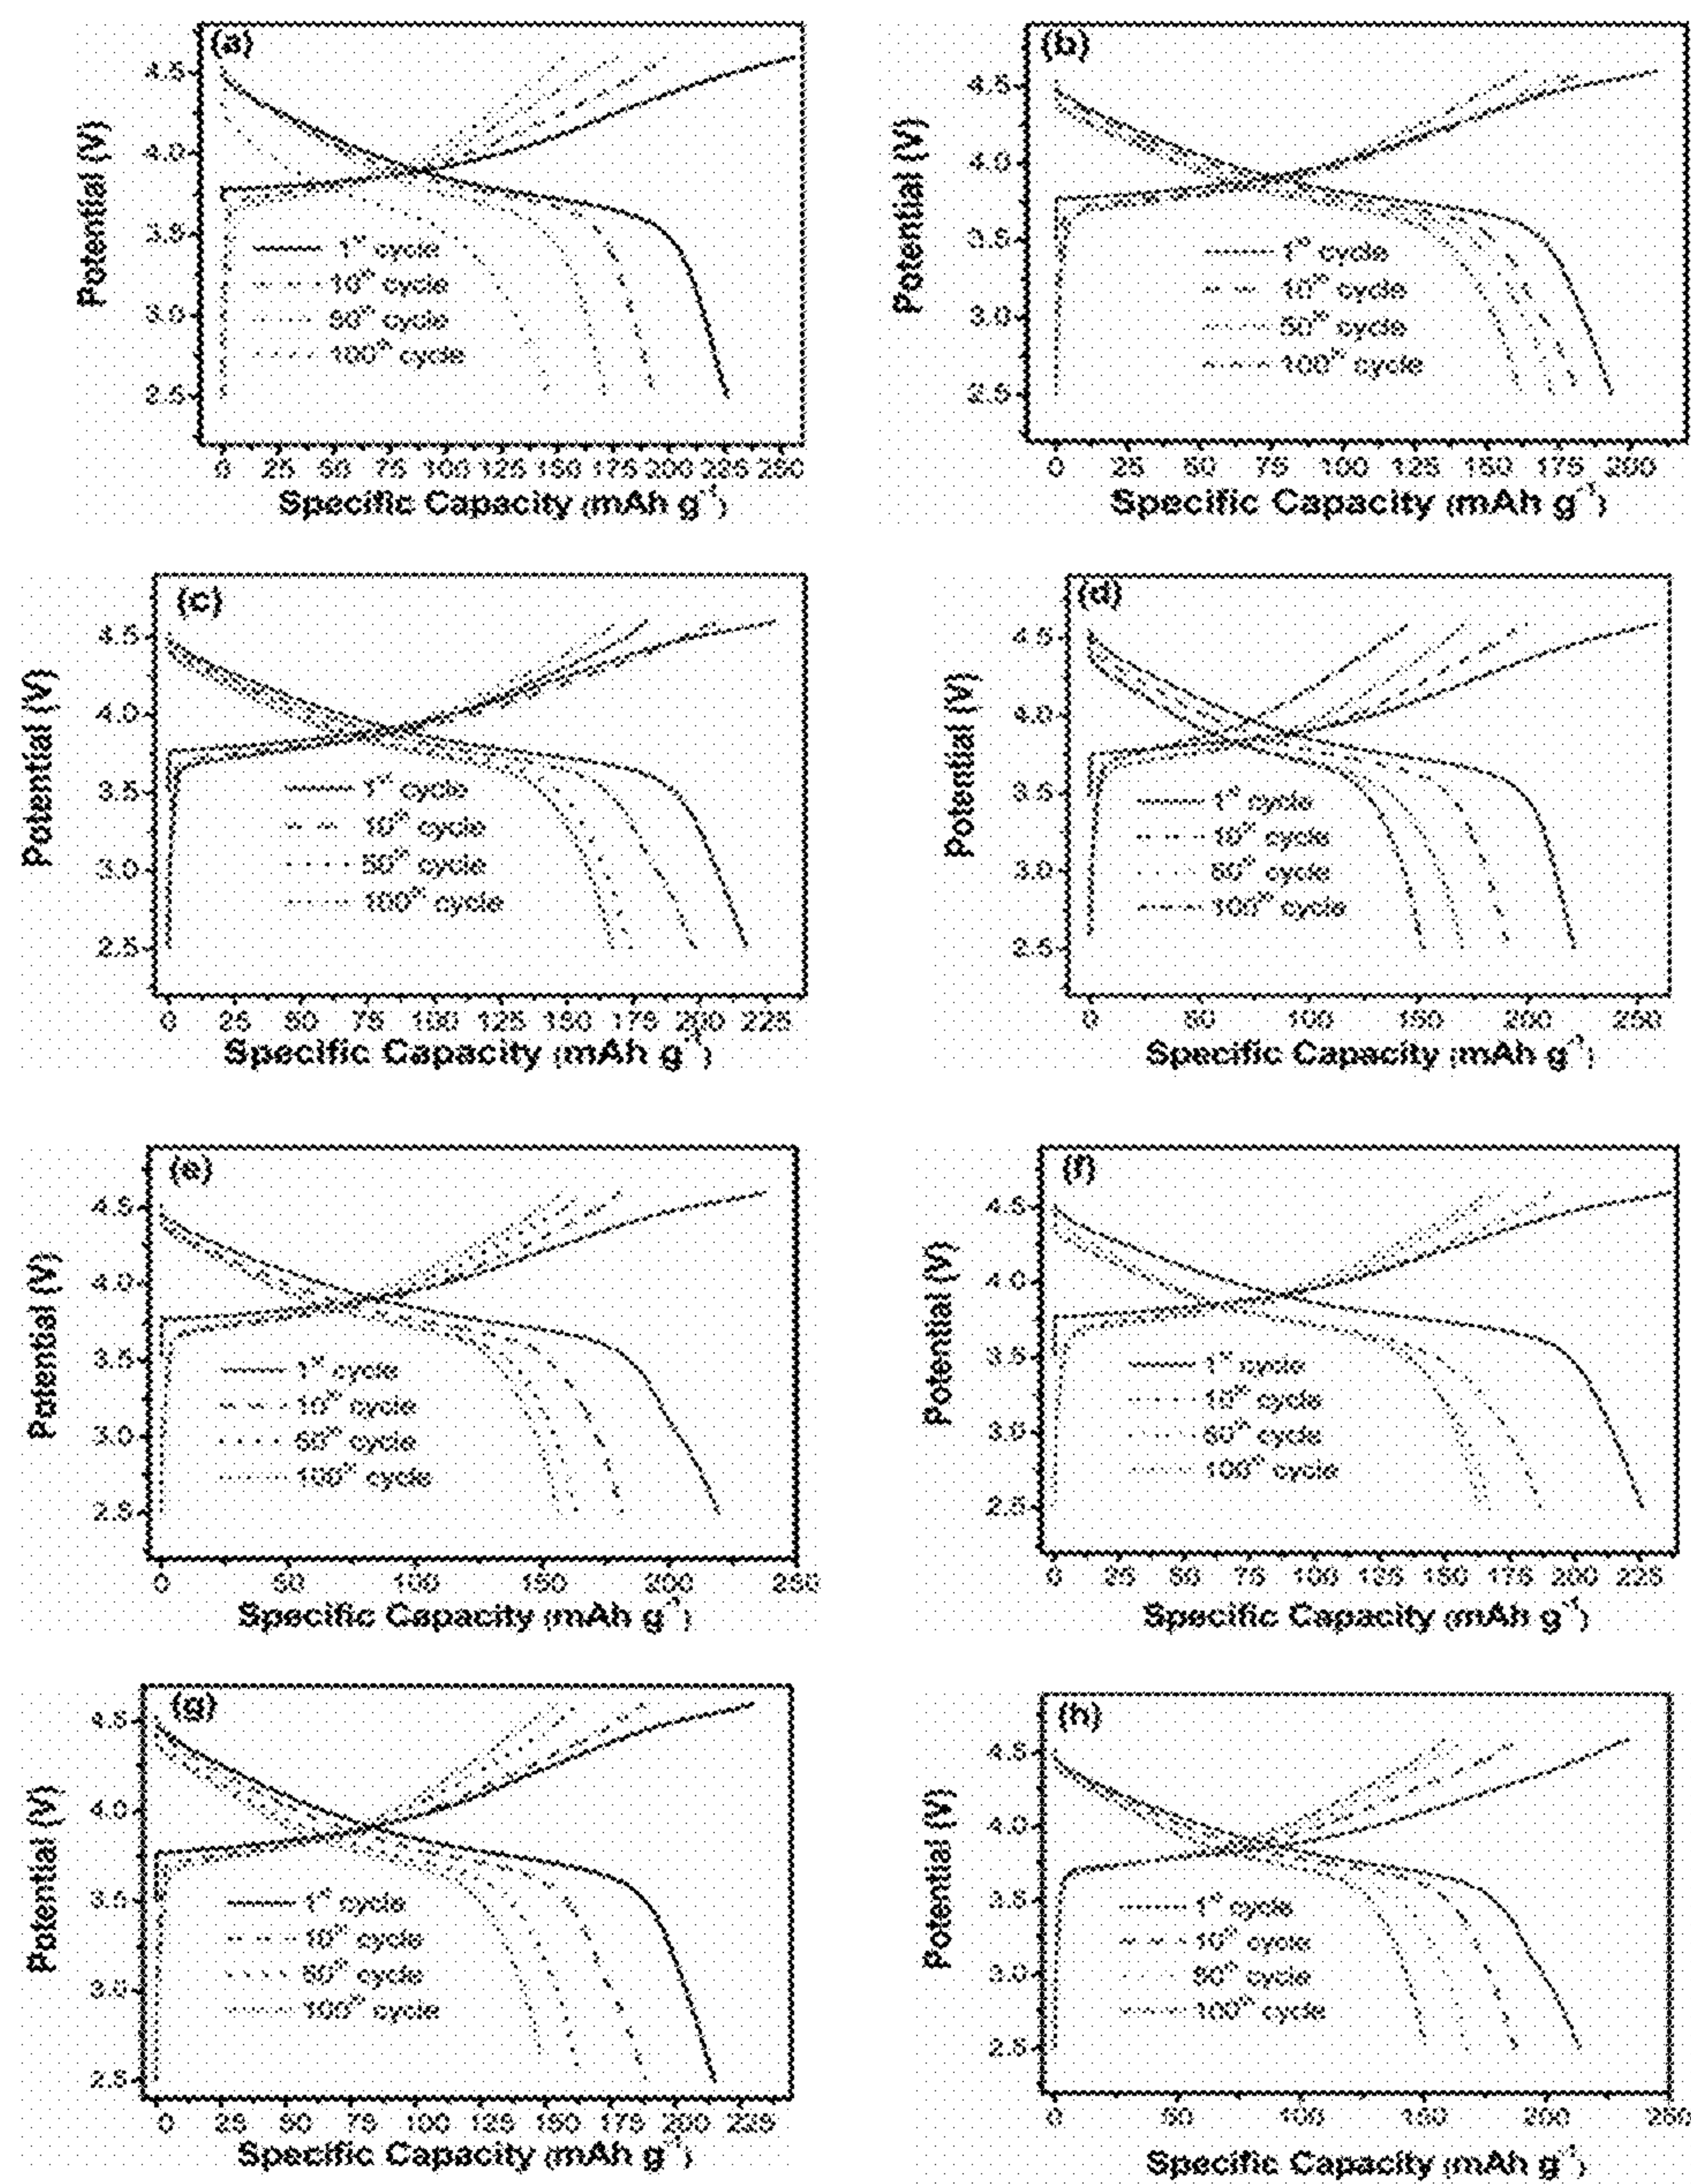 (a)
Potential (V)
4.5
4.0
3.5
3.0
2.5
1st cycle
10th cycle
50th cycle
100th cycle
0 25 50 75 100 125 150 175 200 225 250
Specific Capacity (mAh g-1)
(b)
Potential (V)
4.5
4.0
3.5
3.0
2.5
1st cycle
10th cycle
50th cycle
100th cycle
0 25 50 75 100 125 150 175 200
Specific Capacity (mAh g-1)
(c)
Potential (V)
4.5
4.0
3.5
3.0
2.5
1st cycle
10th cycle
50th cycle
100th cycle
0 25 50 75 100 125 150 175 200 225
Specific Capacity (mAh g-1)
(d)
Potential (V)
4.5
4.0
3.5
3.0
2.5
1st cycle
10th cycle
50th cycle
100th cycle
0 50 100 150 200 250
Specific Capacity (mAh g-1)
(e)
Potential (V)
4.5
4.0
3.5
3.0
2.5
1st cycle
10th cycle
50th cycle
100th cycle
0 50 100 150 200 250
Specific Capacity (mAh g-1)
(f)
Potential (V)
4.5
4.0
3.5
3.0
2.5
1st cycle
10th cycle
50th cycle
100th cycle
0 25 50 75 100 125 150 175 200 225
Specific Capacity (mAh g-1)
(g)
Potential (V)
4.5
4.0
3.5
3.0
2.5
1st cycle
10th cycle
50th cycle
100th cycle
0 25 50 75 100 125 150 175 200 225
Specific Capacity (mAh g-1)
(h)
Potential (V)
4.5
4.0
3.5
3.0
2.5
1st cycle
10th cycle
50th cycle
100th cycle
0 50 100 150 200 250
Specific Capacity (mAh g-1)